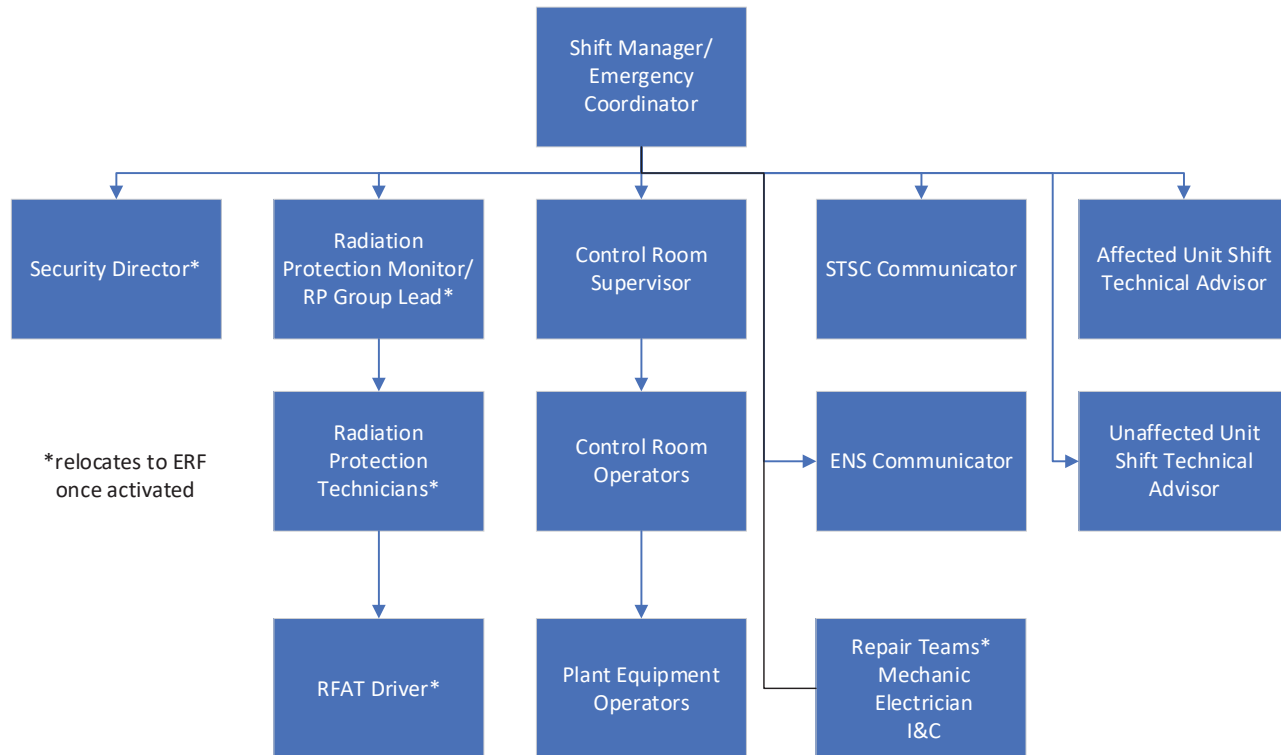 Shift Manager/
Emergency
Coordinator
Security Director*
Radiation
Protection Monitor/
RP Group Lead*
Control Room
Supervisor
STSC Communicator
Affected Unit Shift
Technical Advisor
*relocates to ERF
once activated
Radiation
Protection
Technicians*
Control Room
Operators
ENS Communicator
Unaffected Unit
Shift Technical
Advisor
RFAT Driver*
Plant Equipment
Operators
Repair Teams*
Mechanic
Electrician
I&C